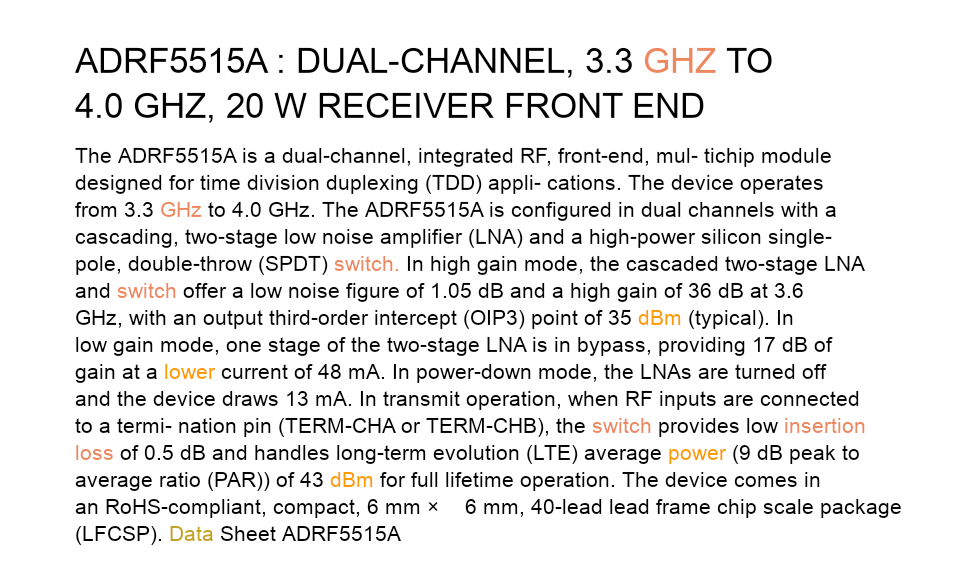 ADRF5515A : DUAL-CHANNEL, 3.3 GHZ TO
4.0 GHZ, 20 W RECEIVER FRONT END
The ADRF5515A is a dual-channel, integrated RF, front-end, mul- tichip module
designed for time division duplexing (TDD) appli- cations. The device operates
from 3.3 GHz to 4.0 GHz. The ADRF5515A is configured in dual channels with a
cascading, two-stage low noise amplifier (LNA) and a high-power silicon single-
pole, double-throw (SPDT) switch. In high gain mode, the cascaded two-stage LNA
and switch offer a low noise figure of 1.05 dB and a high gain of 36 dB at 3.6
GHz, with an output third-order intercept (OIP3) point of 35 dBm (typical). In
low gain mode, one stage of the two-stage LNA is in bypass, providing 17 dB of
gain at a lower current of 48 mA. In power-down mode, the LNAs are turned off
and the device draws 13 mA. In transmit operation, when RF inputs are connected
to a termi- nation pin (TERM-CHA or TERM-CHB), the switch provides low insertion
loss of 0.5 dB and handles long-term evolution (LTE) average power (9 dB peak to
average ratio (PAR)) of 43 dBm for full lifetime operation. The device comes in
an RoHS-compliant, compact, 6 mm × 6 mm, 40-lead lead frame chip scale package
(LFCSP). Data Sheet ADRF5515A